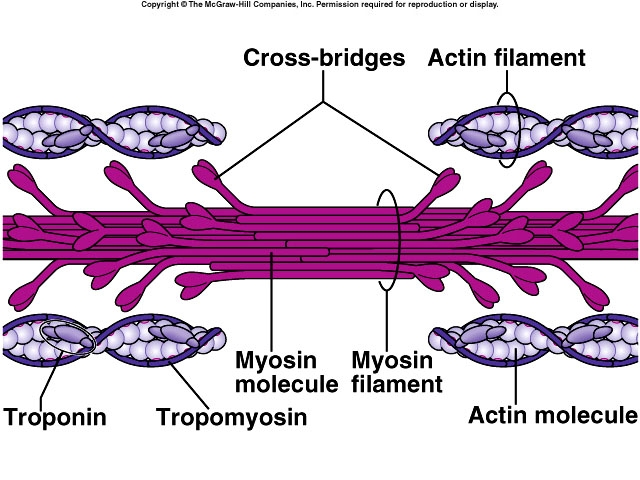 Copyright © The McGraw-Hill Companies, Inc. Permission required for reproduction or display.
Cross-bridges
Actin filament
Myosin
molecule
Myosin
filament
Troponin
Tropomyosin
Actin molecule